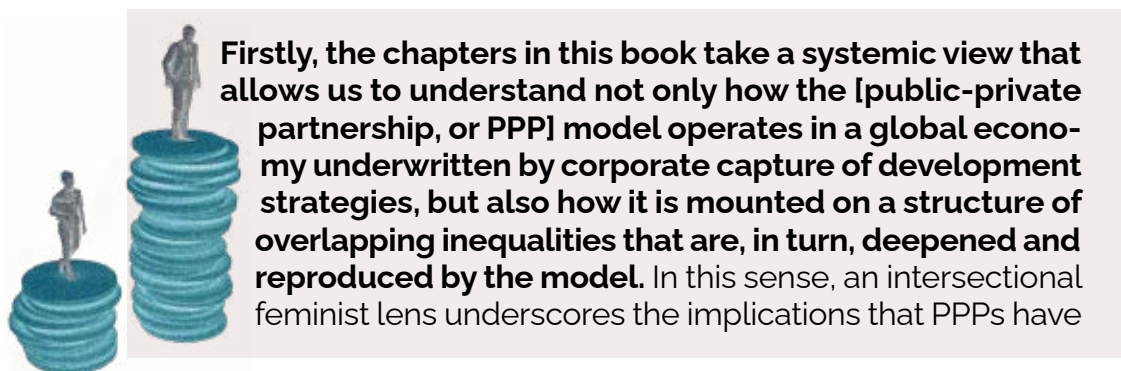 Firstly, the chapters in this book take a systemic view that
allows us to understand not only how the [public-private
partnership, or PPP] model operates in a global econo-
my underwritten by corporate capture of development
strategies, but also how it is mounted on a structure of
overlapping inequalities that are, in turn, deepened and
reproduced by the model. In this sense, an intersectional
feminist lens underscores the implications that PPPs have